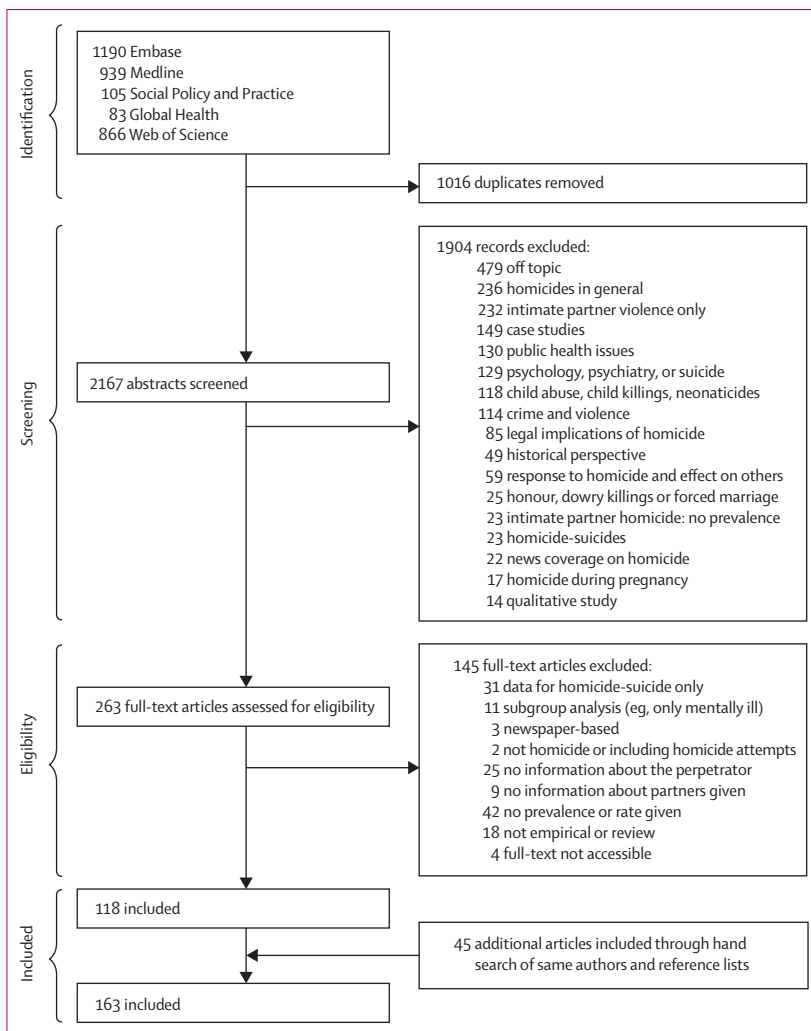 Identification
1190 Embase
939 Medline
105 Social Policy and Practice
83 Global Health
866 Web of Science
1016 duplicates removed
Screening
2167 abstracts screened
1904 records excluded:
479 off topic
236 homicides in general
232 intimate partner violence only
149 case studies
130 public health issues
129 psychology, psychiatry, or suicide
118 child abuse, child killings, neonaticides
114 crime and violence
85 legal implications of homicide
49 historical perspective
59 response to homicide and effect on others
25 honour, dowry killings or forced marriage
23 intimate partner homicide: no prevalence
23 homicide-suicides
22 news coverage on homicide
17 homicide during pregnancy
14 qualitative study
Eligibility
263 full-text articles assessed for eligibility
145 full-text articles excluded:
31 data for homicide-suicide only
11 subgroup analysis (eg, only mentally ill)
3 newspaper-based
2 not homicide or including homicide attempts
25 no information about the perpetrator
9 no information about partners given
42 no prevalence or rate given
18 not empirical or review
4 full-text not accessible
Included
118 included
45 additional articles included through hand
search of same authors and reference lists
163 included